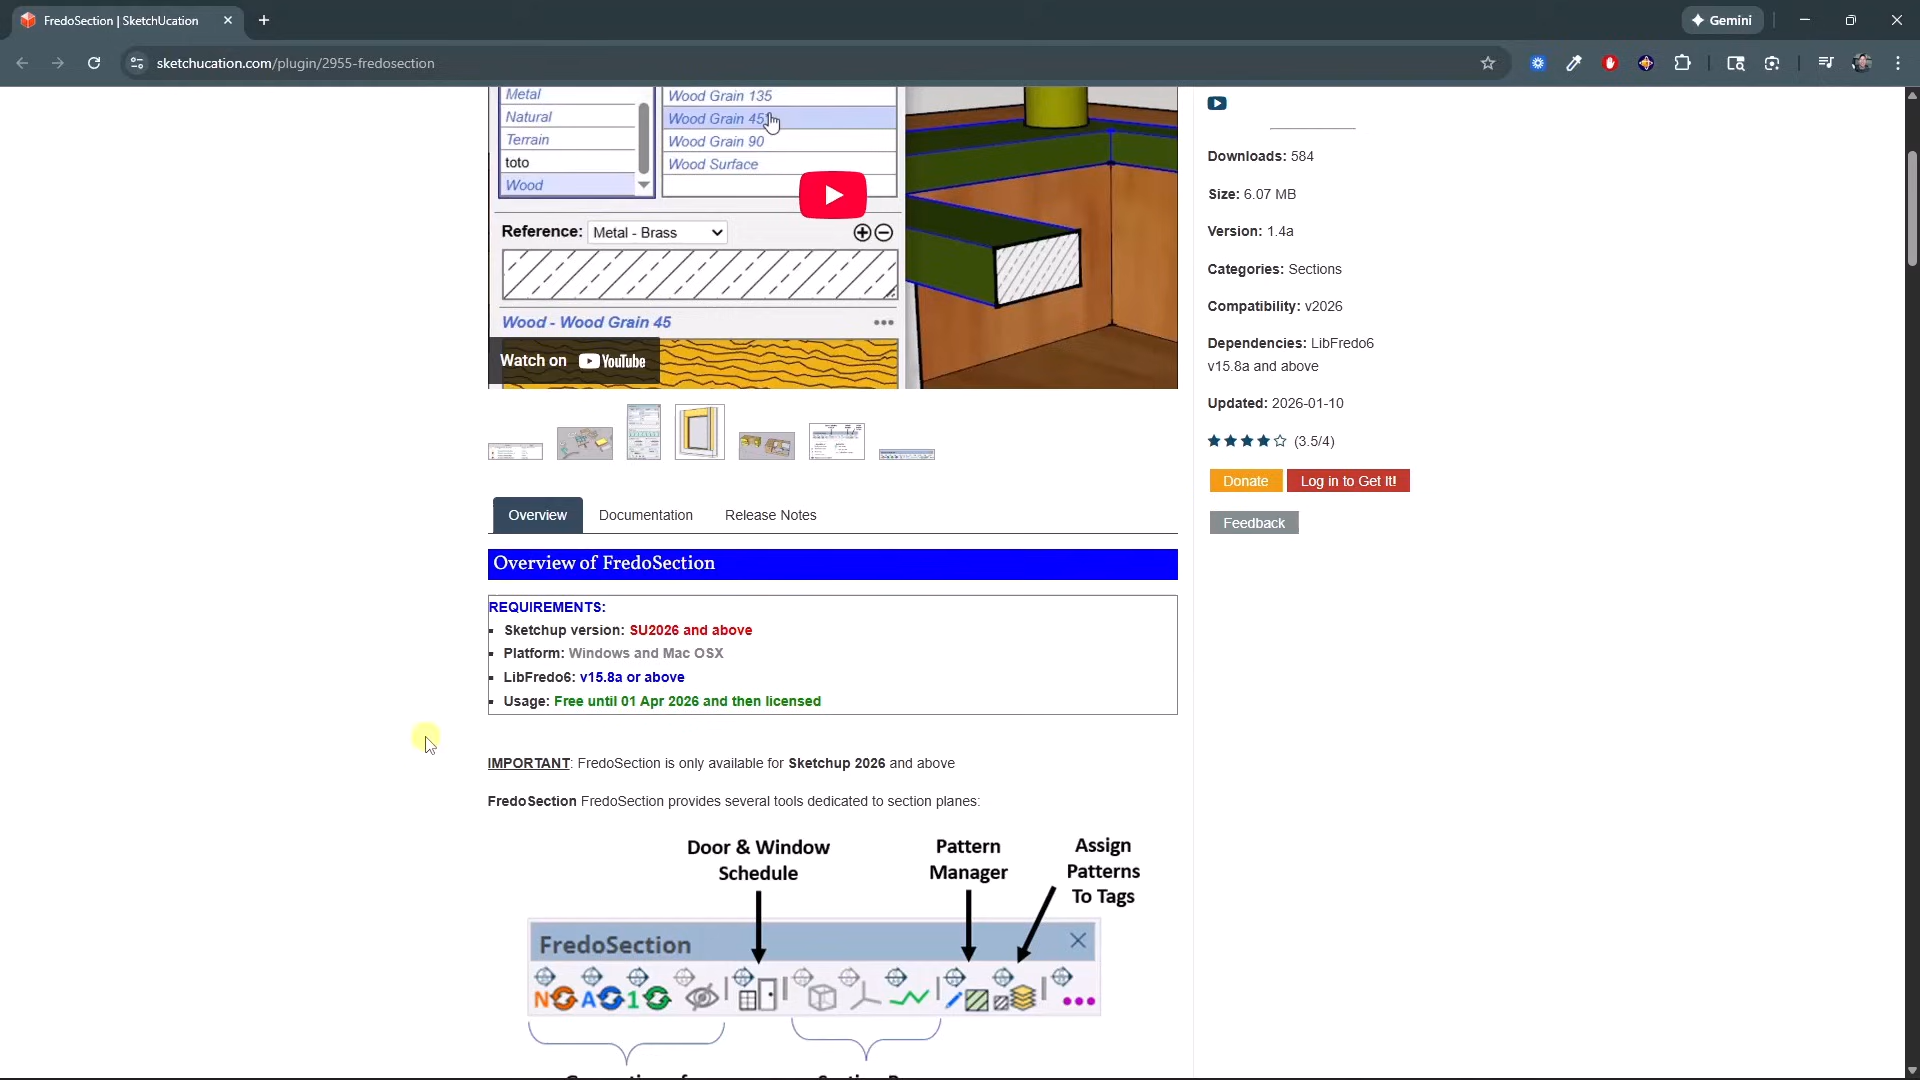 FredoSection | SketchUcation
Gemini
sketchucation.com/plugin/2955-fredosection
Metal
Natural
Terrain
toto
Wood
Wood Grain 135
Wood Grain 45
Wood Grain 90
Wood Surface
Reference: Metal - Brass
Wood - Wood Grain 45
Watch on YouTube
Downloads: 584
Size: 6.07 MB
Version: 1.4a
Categories: Sections
Compatibility: v2026
Dependencies: LibFredo6
v15.8a and above
Updated: 2026-01-10
(3.5/4)
Donate Log in to Get It!
Feedback
Overview Documentation Release Notes
Overview of FredoSection
REQUIREMENTS:
Sketchup version: SU2026 and above
Platform: Windows and Mac OSX
LibFredo6: v15.8a or above
Usage: Free until 01 Apr 2026 and then licensed
IMPORTANT: FredoSection is only available for Sketchup 2026 and above
FredoSection FredoSection provides several tools dedicated to section planes:
Door & Window
Schedule
Pattern
Manager
Assign
Patterns
To Tags
FredoSection
N A 1